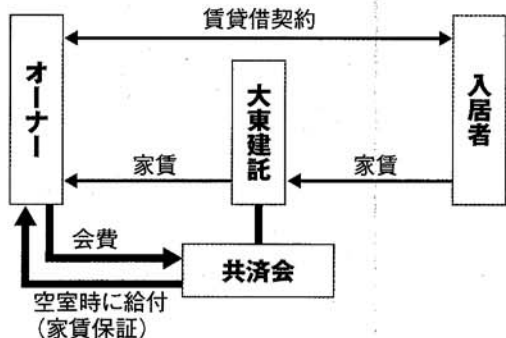 賃貸借契約
オーナー
大東建託
入居者
家賃
家賃
会費
共済会
空室時に給付
（家賃保証）